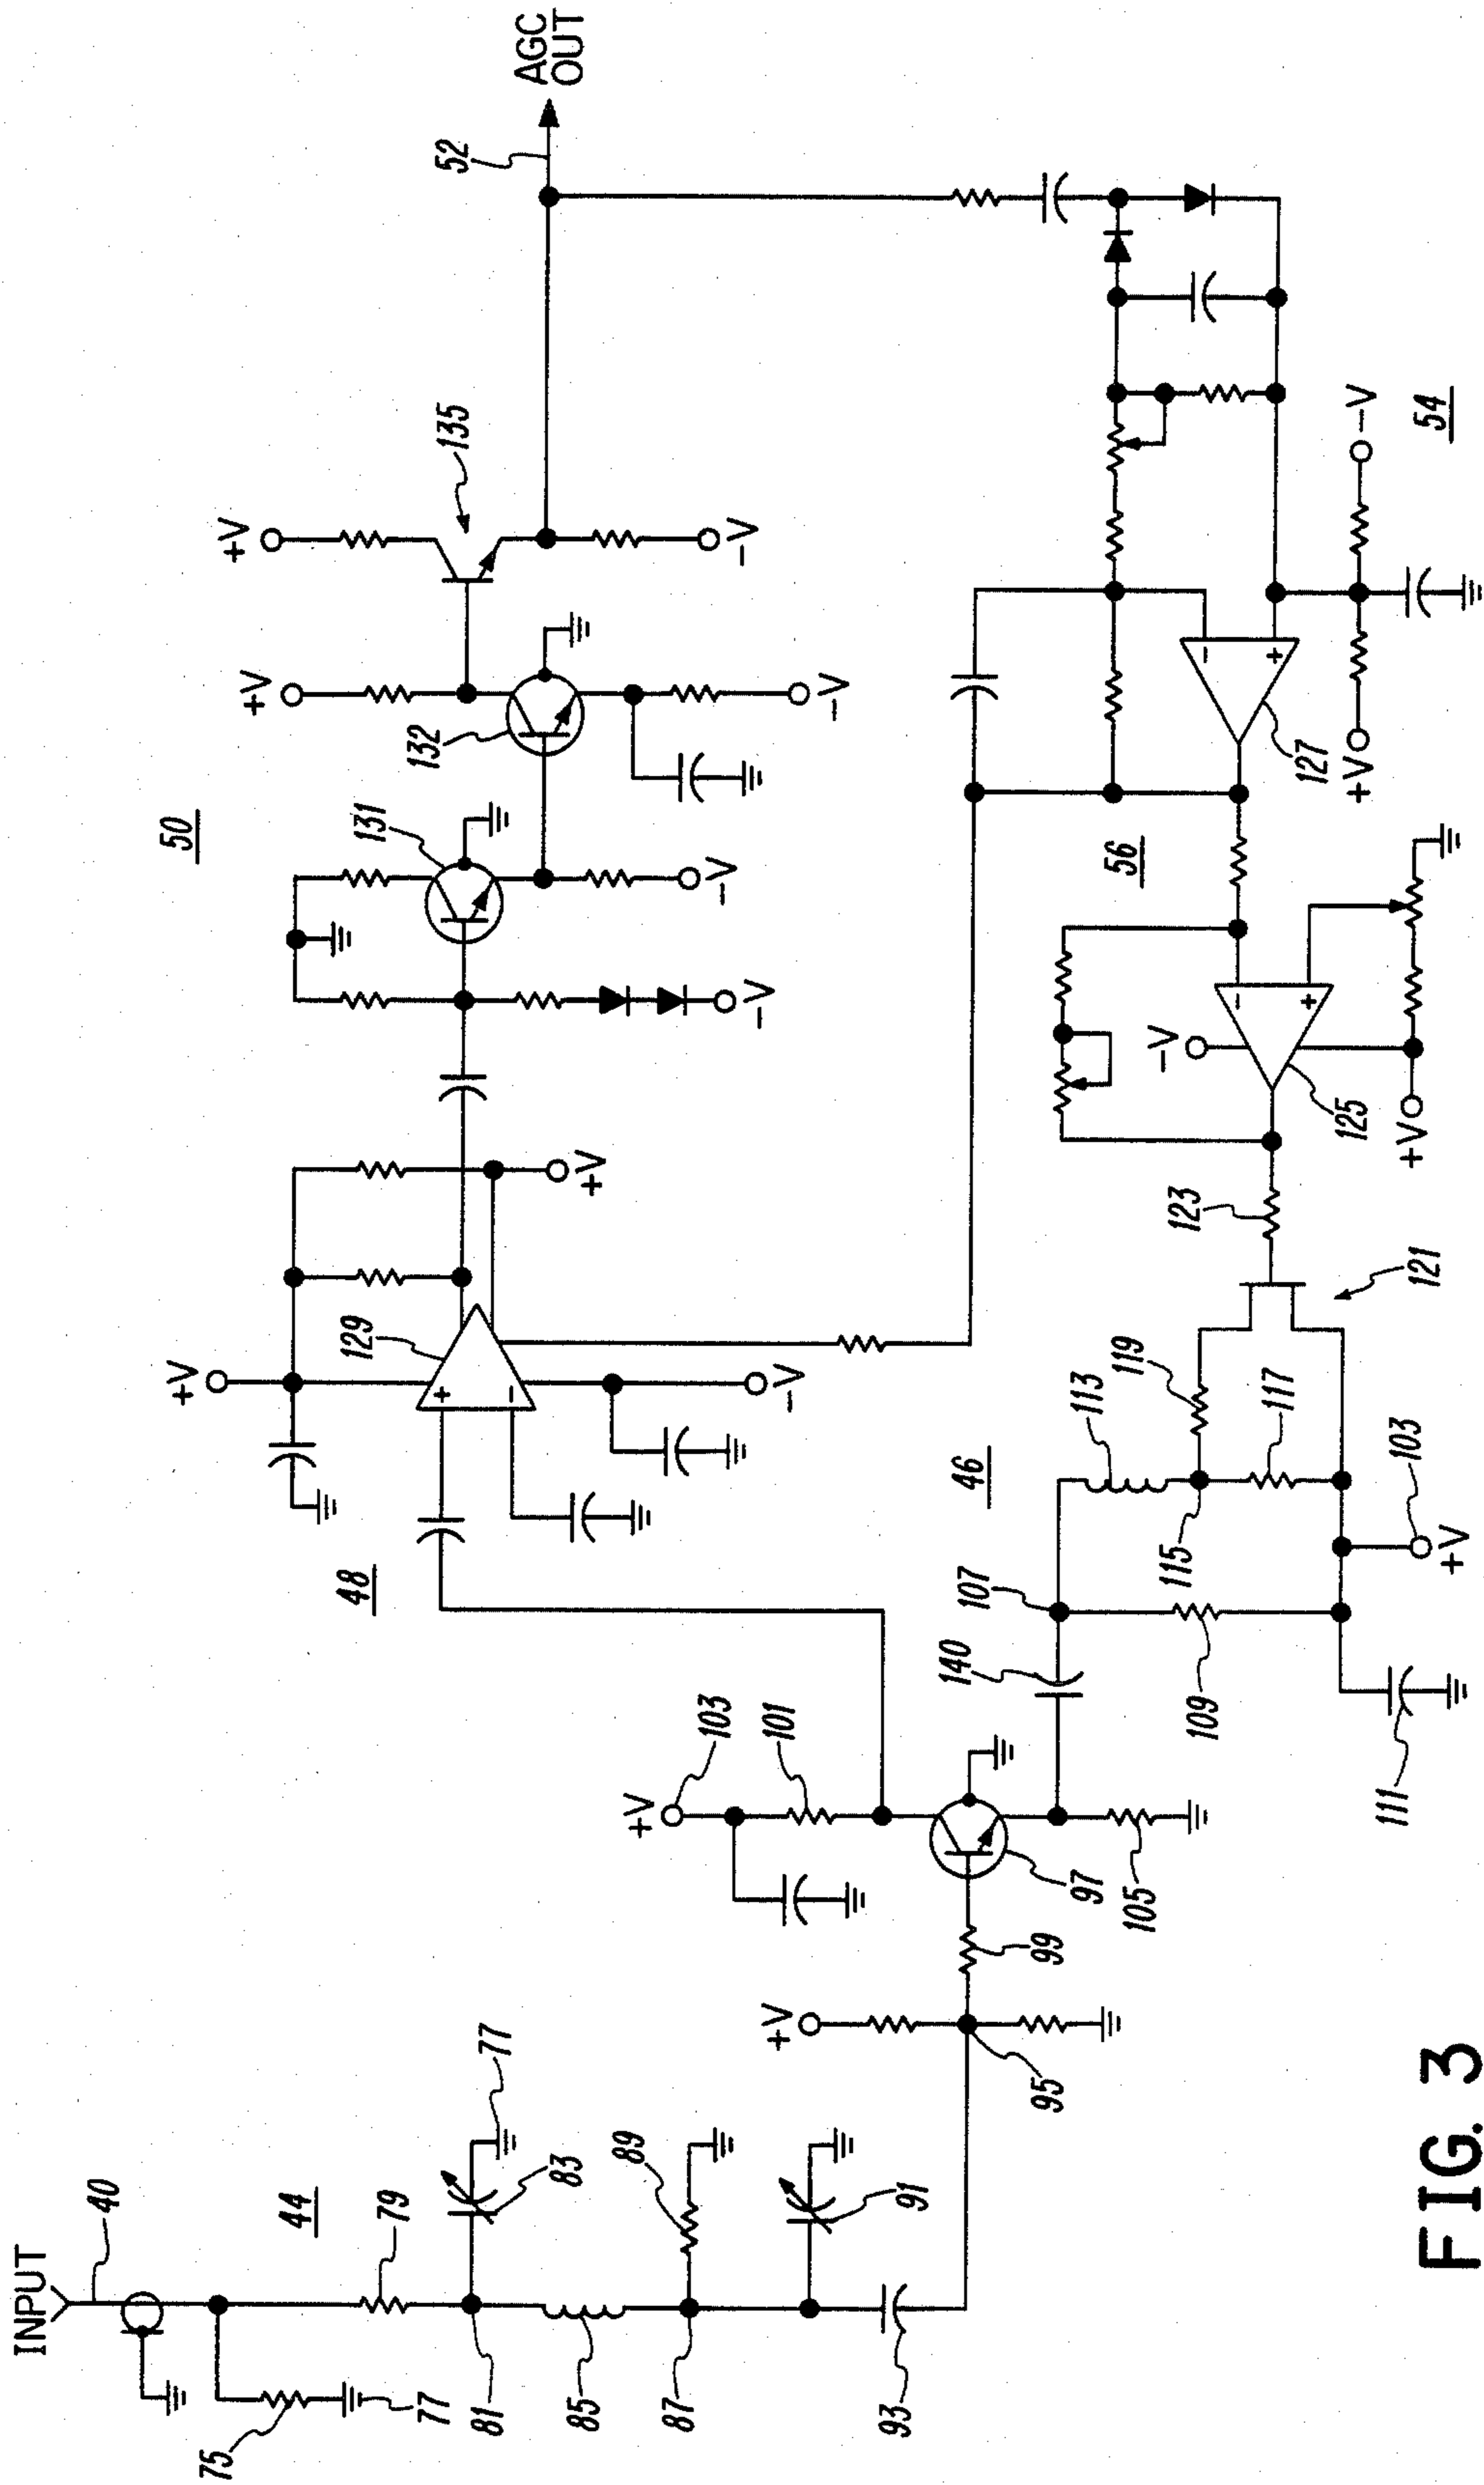 INPUT
40
44
75
77
79
81
77
83
85
87
89
91
93
+V
95
99
97
105
+V
103
101
48
140
107
109
111
46
113
115
117
119
103
+V
121
123
+V
129
+
−
−V
+V
50
131
−V
−V
+V
132
−V
+V
135
−V
52
AGC
OUT
56
−V
−
+
125
+V
−
+
127
+V
−V
54
FIG. 3